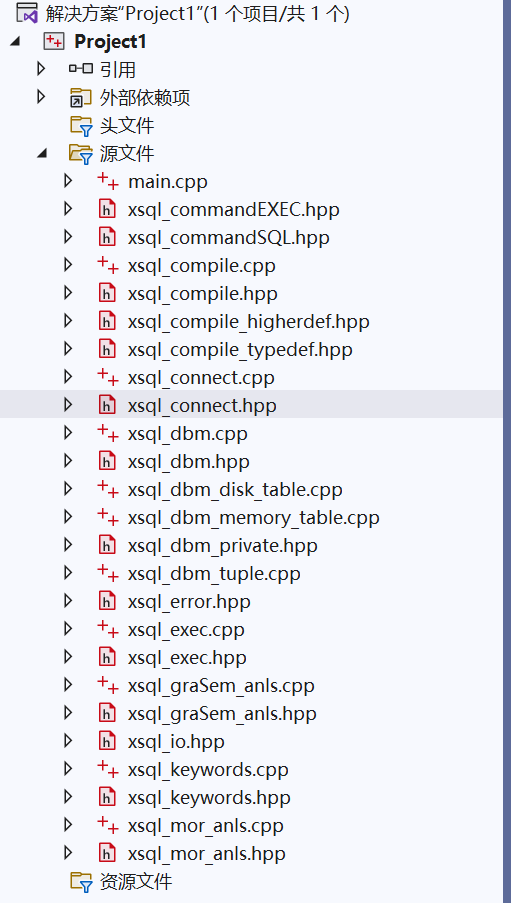 解决方案“Project1”(1 个项目/共 1 个)
Project1
引用
外部依赖项
头文件
源文件
main.cpp
xsql_commandEXEC.hpp
xsql_commandSQL.hpp
xsql_compile.cpp
xsql_compile.hpp
xsql_compile_higherdef.hpp
xsql_compile_typedef.hpp
xsql_connect.cpp
xsql_connect.hpp
xsql_dbm.cpp
xsql_dbm.hpp
xsql_dbm_disk_table.cpp
xsql_dbm_memory_table.cpp
xsql_dbm_private.hpp
xsql_dbm_tuple.cpp
xsql_error.hpp
xsql_exec.cpp
xsql_exec.hpp
xsql_graSem_anls.cpp
xsql_graSem_anls.hpp
xsql_io.hpp
xsql_keywords.cpp
xsql_keywords.hpp
xsql_mor_anls.cpp
xsql_mor_anls.hpp
资源文件